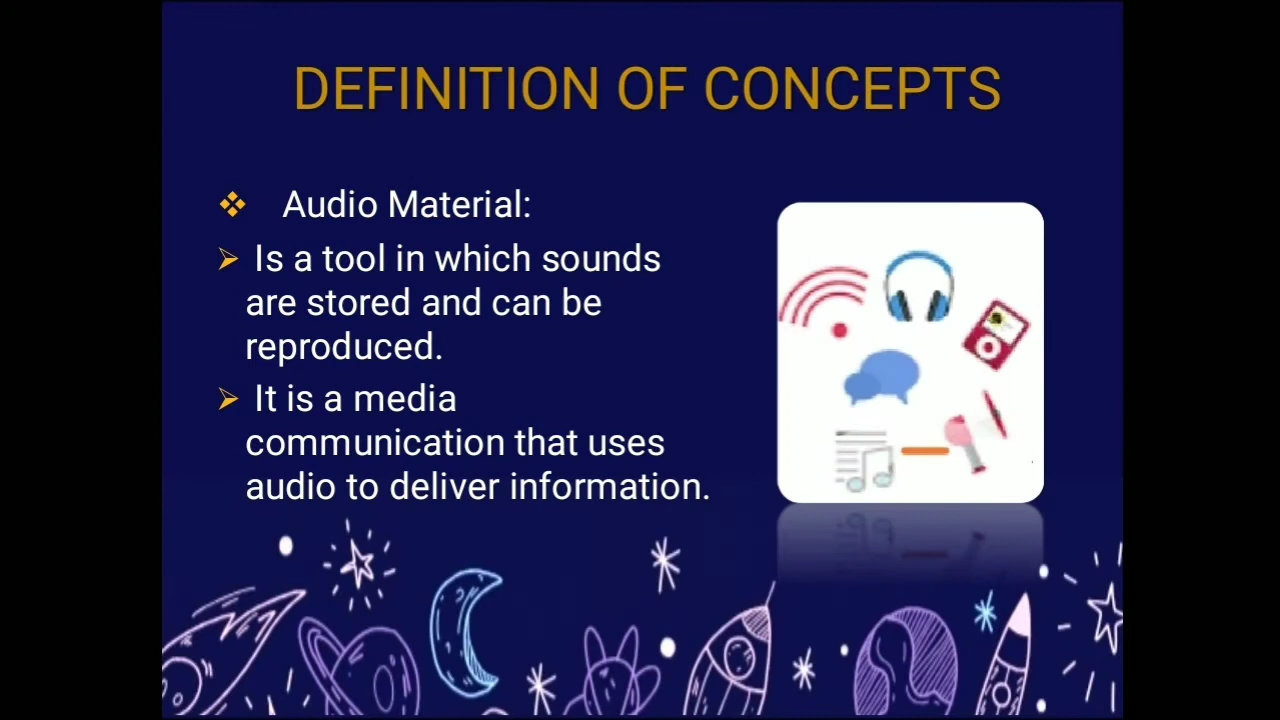 DEFINITION OF CONCEPTS
❖ Audio Material:
➢ Is a tool in which sounds
are stored and can be
reproduced.
➢ It is a media
communication that uses
audio to deliver information.